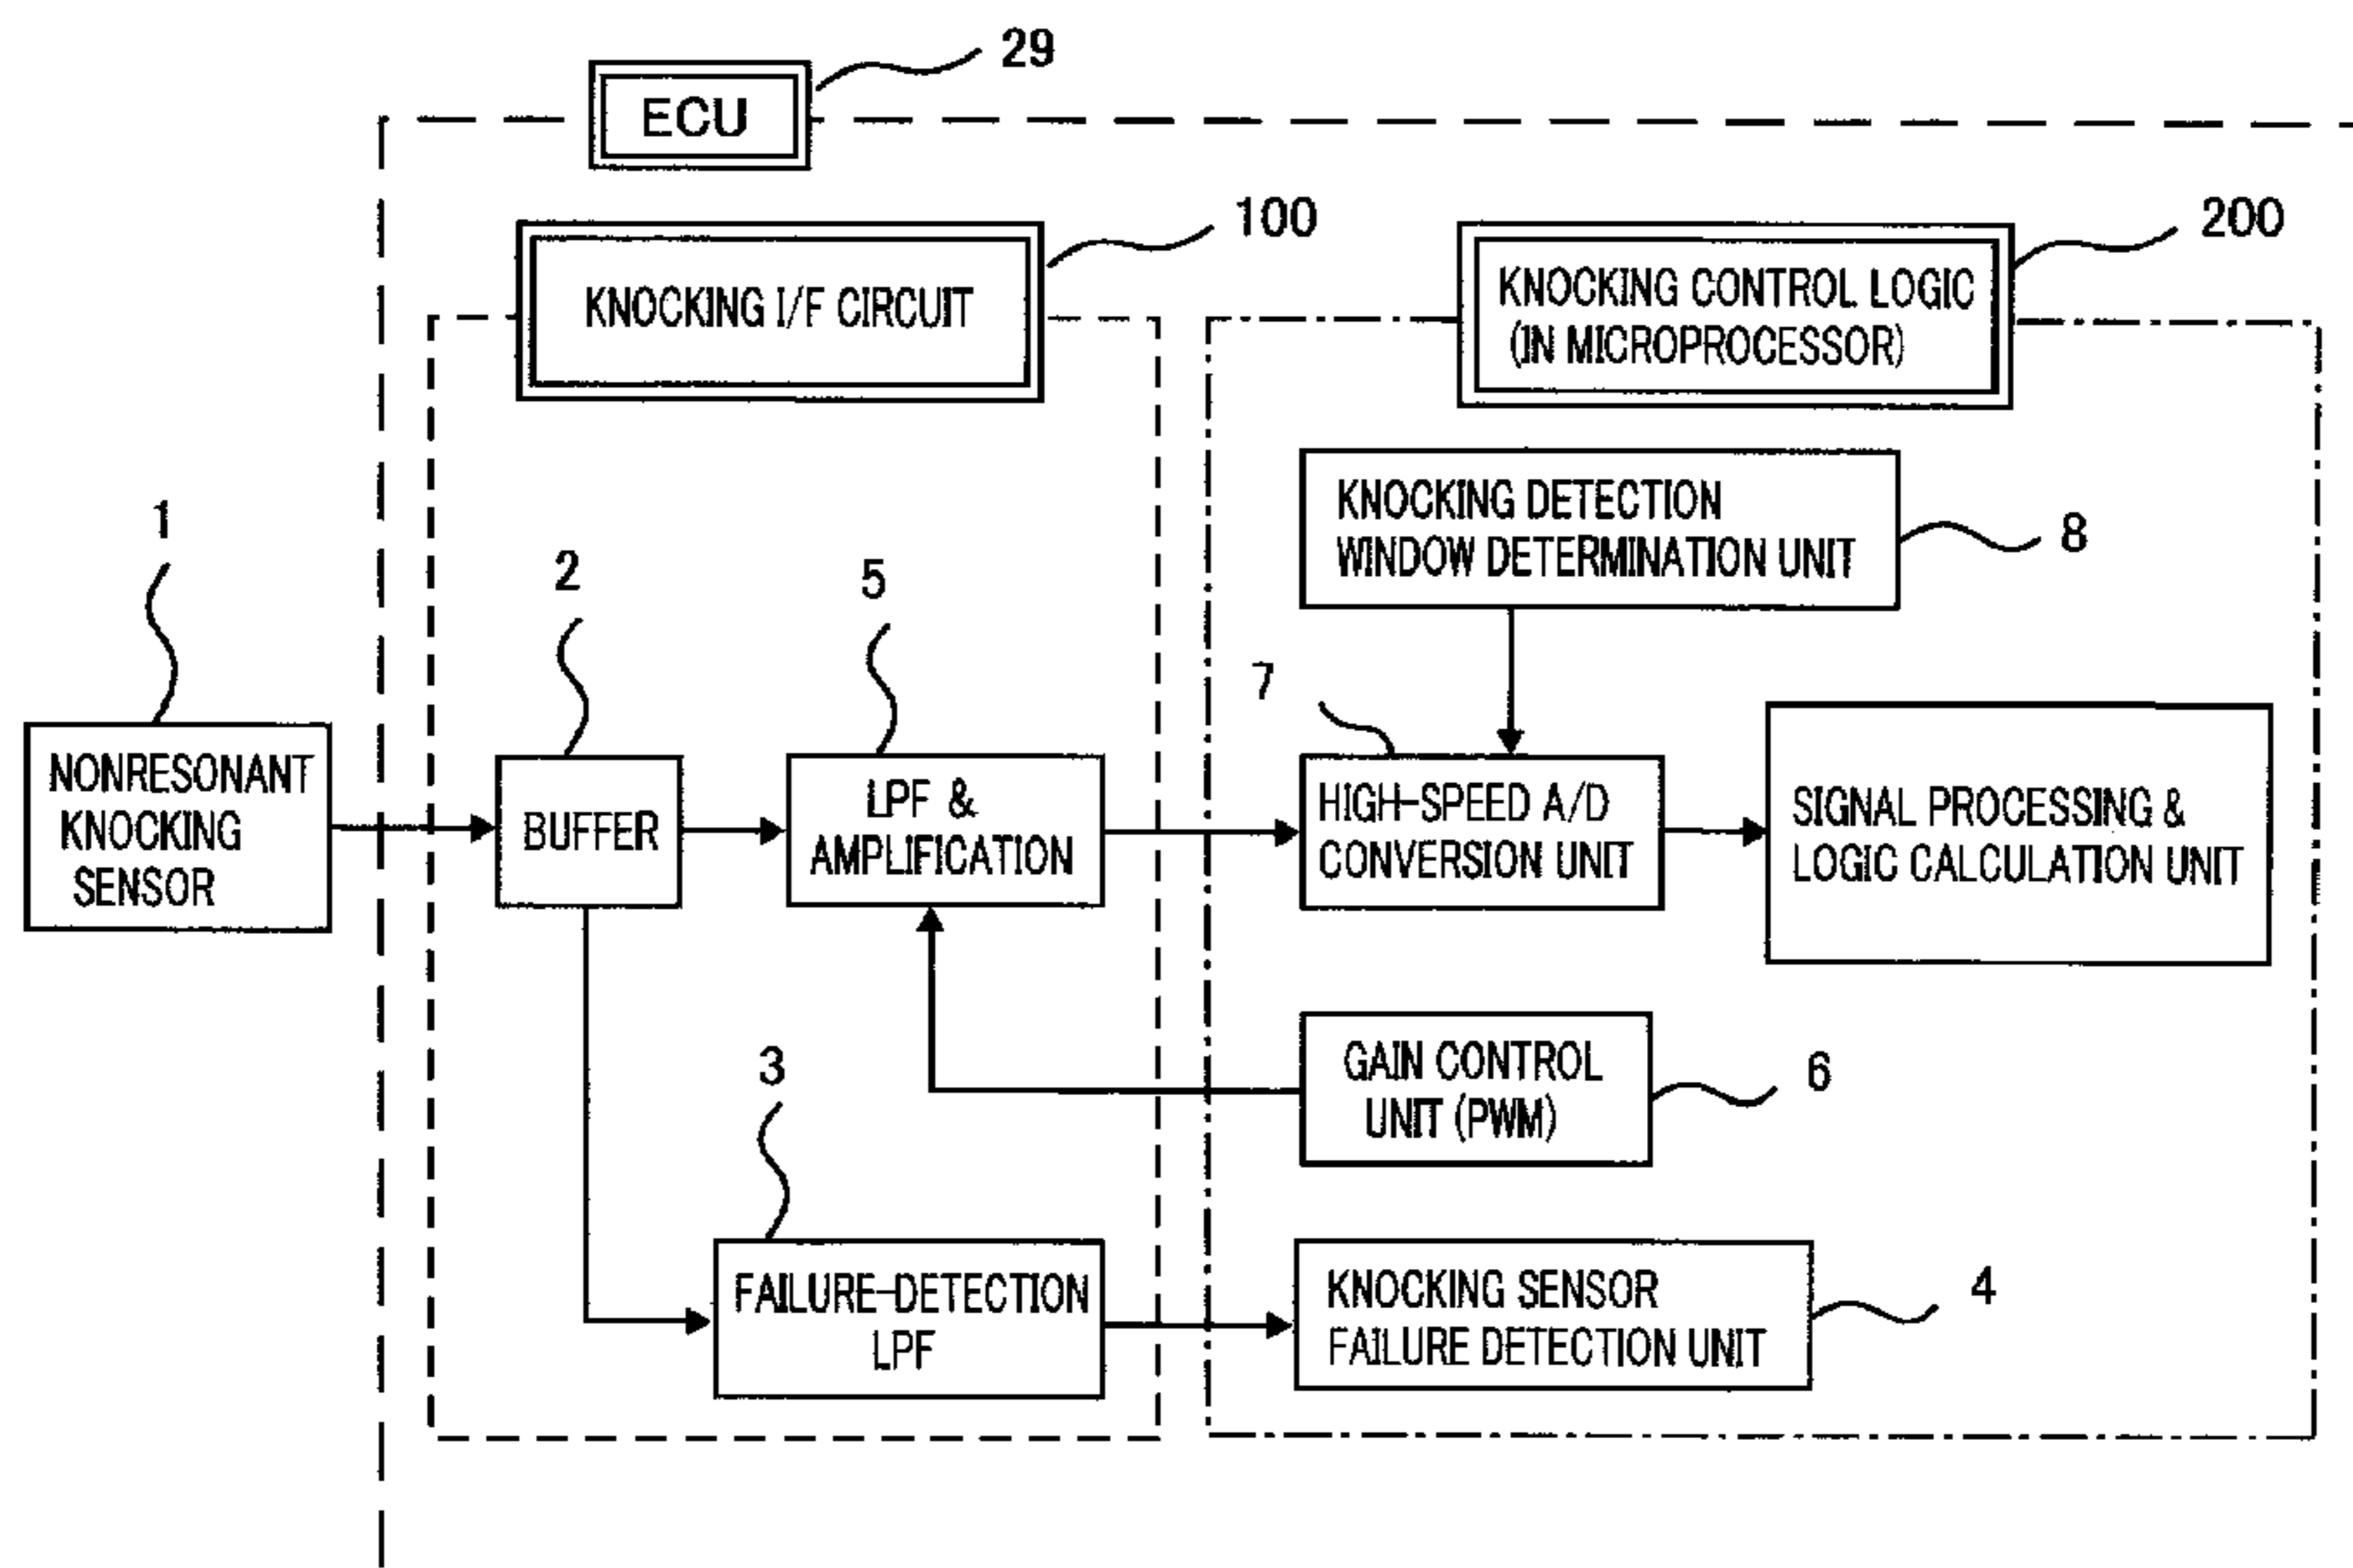 29
ECU
100
KNOCKING I/F CIRCUIT
200
KNOCKING CONTROL LOGIC
(IN MICROPROCESSOR)
KNOCKING DETECTION
WINDOW DETERMINATION UNIT
8
1
2
5
7
NONRESONANT
KNOCKING
SENSOR
BUFFER
LPF &
AMPLIFICATION
HIGH-SPEED A/D
CONVERSION UNIT
SIGNAL PROCESSING &
LOGIC CALCULATION UNIT
GAIN CONTROL
UNIT (PWM)
6
3
FAILURE-DETECTION
LPF
KNOCKING SENSOR
FAILURE DETECTION UNIT
4